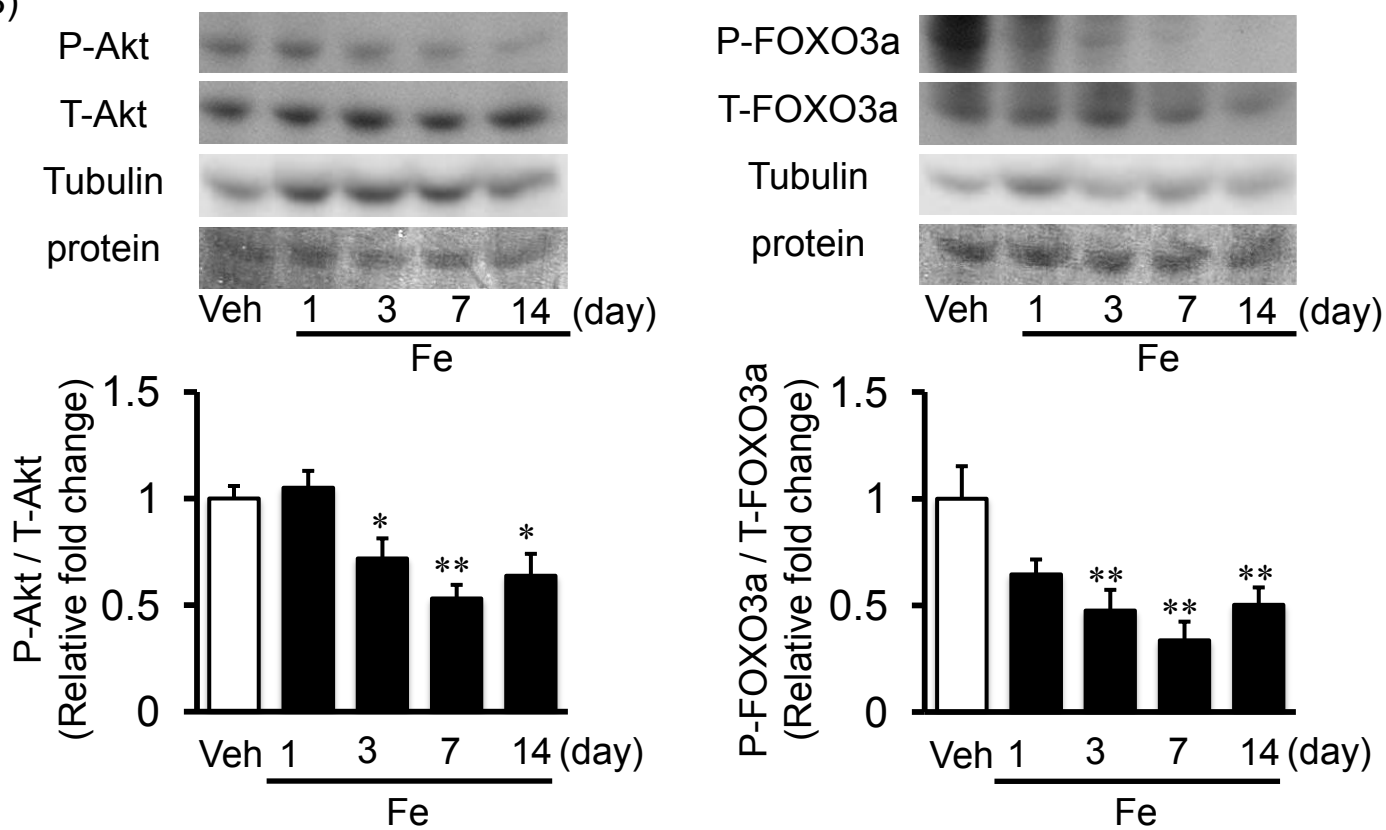 P-Akt
T-Akt
Tubulin
protein
Veh 1 3 7 14 (day)
Fe
P-FOXO3a
T-FOXO3a
Tubulin
protein
Veh 1 3 7 14 (day)
Fe
P-Akt / T-Akt
(Relative fold change)
1.5
1
0.5
0
*
**
*
Veh 1 3 7 14 (day)
Fe
P-FOXO3a / T-FOXO3a
(Relative fold change)
1.5
1
0.5
0
**
**
**
Veh 1 3 7 14 (day)
Fe